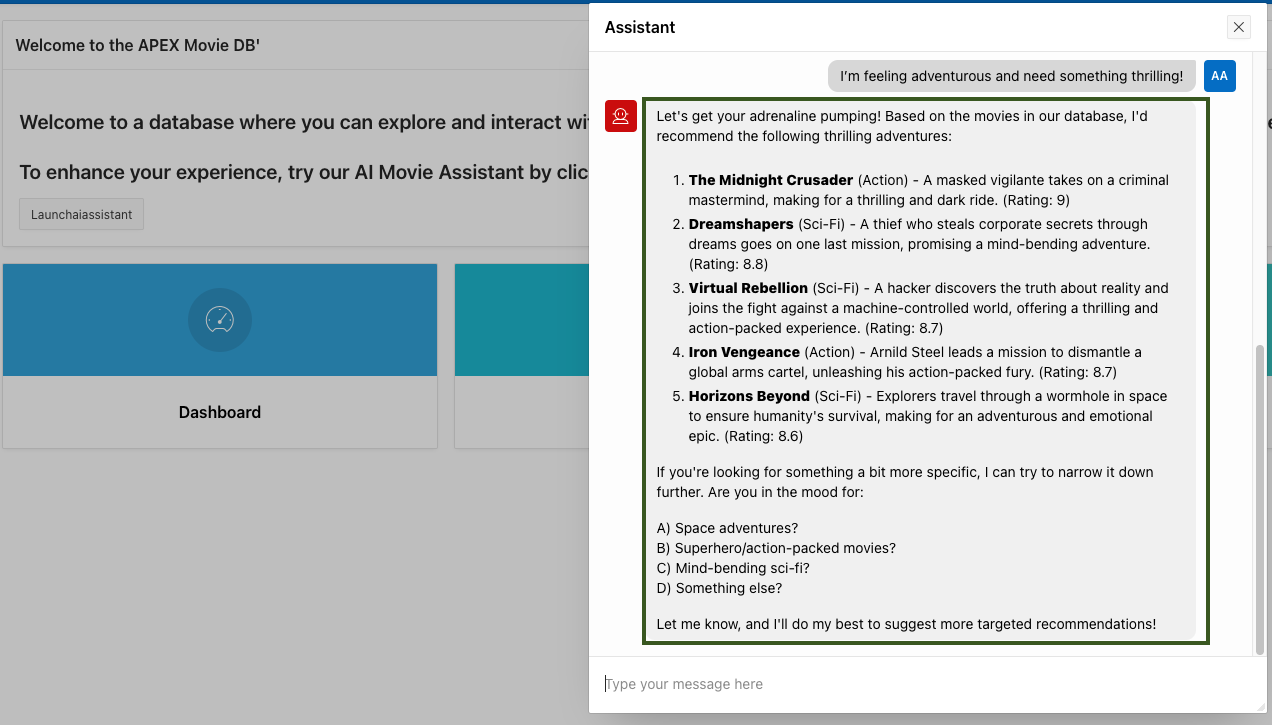 Welcome to the APEX Movie DB'
Welcome to a database where you can explore and interact wi
To enhance your experience, try our AI Movie Assistant by clic
Launchaiassistant
Dashboard
Assistant
I'm feeling adventurous and need something thrilling!
AA
Let's get your adrenaline pumping! Based on the movies in our database, I'd
recommend the following thrilling adventures:
1. The Midnight Crusader (Action) - A masked vigilante takes on a criminal
mastermind, making for a thrilling and dark ride. (Rating: 9)
2. Dreamshapers (Sci-Fi) - A thief who steals corporate secrets through
dreams goes on one last mission, promising a mind-bending adventure.
(Rating: 8.8)
3. Virtual Rebellion (Sci-Fi) - A hacker discovers the truth about reality and
joins the fight against a machine-controlled world, offering a thrilling and
action-packed experience. (Rating: 8.7)
4. Iron Vengeance (Action) - Arnild Steel leads a mission to dismantle a
global arms cartel, unleashing his action-packed fury. (Rating: 8.7)
5. Horizons Beyond (Sci-Fi) - Explorers travel through a wormhole in space
to ensure humanity's survival, making for an adventurous and emotional
epic. (Rating: 8.6)
If you're looking for something a bit more specific, I can try to narrow it down
further. Are you in the mood for:
A) Space adventures?
B) Superhero/action-packed movies?
C) Mind-bending sci-fi?
D) Something else?
Let me know, and I'll do my best to suggest more targeted recommendations!
Type your message here